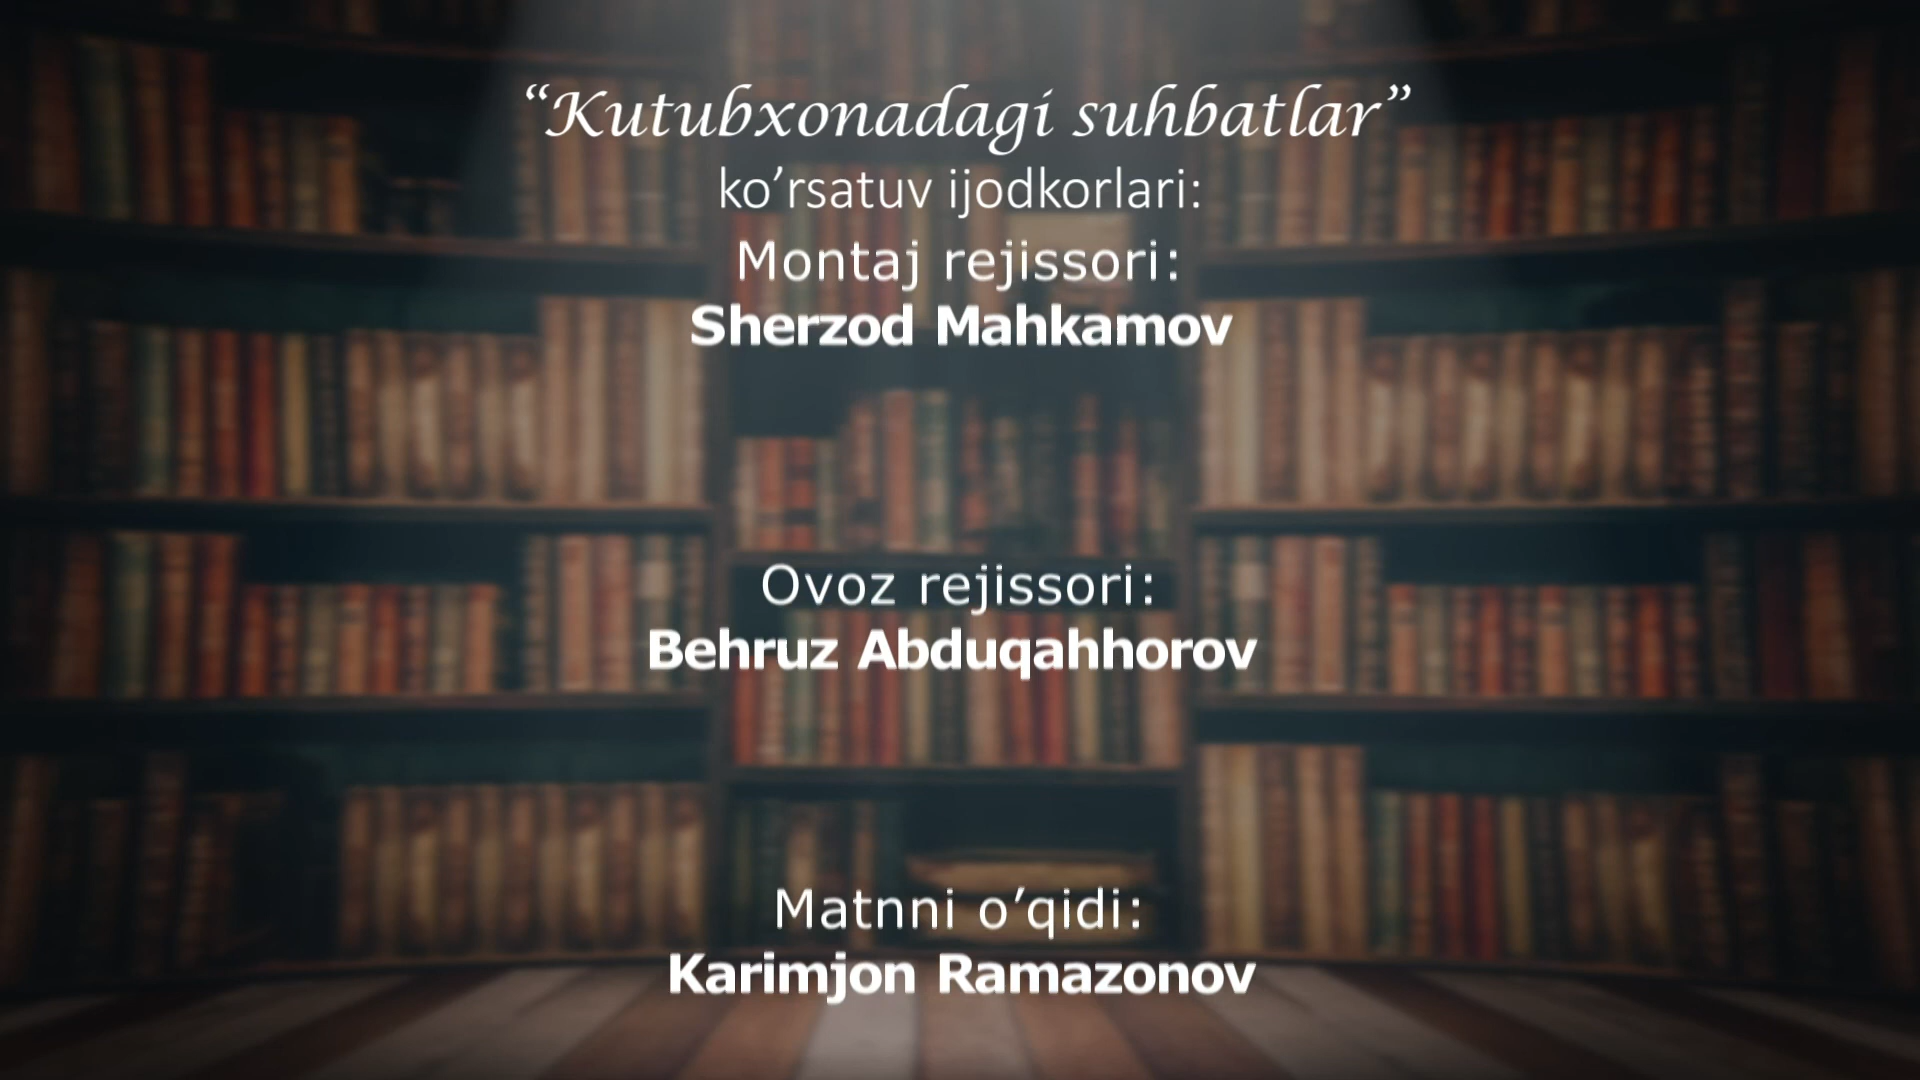 “Kutubxonadagi suhbatlar”
ko’rsatuv ijodkorlari:
Montaj rejissori:
Sherzod Mahkamov
Ovoz rejissori:
Behruz Abduqahhorov
Matnni o’qidi:
Karimjon Ramazonov